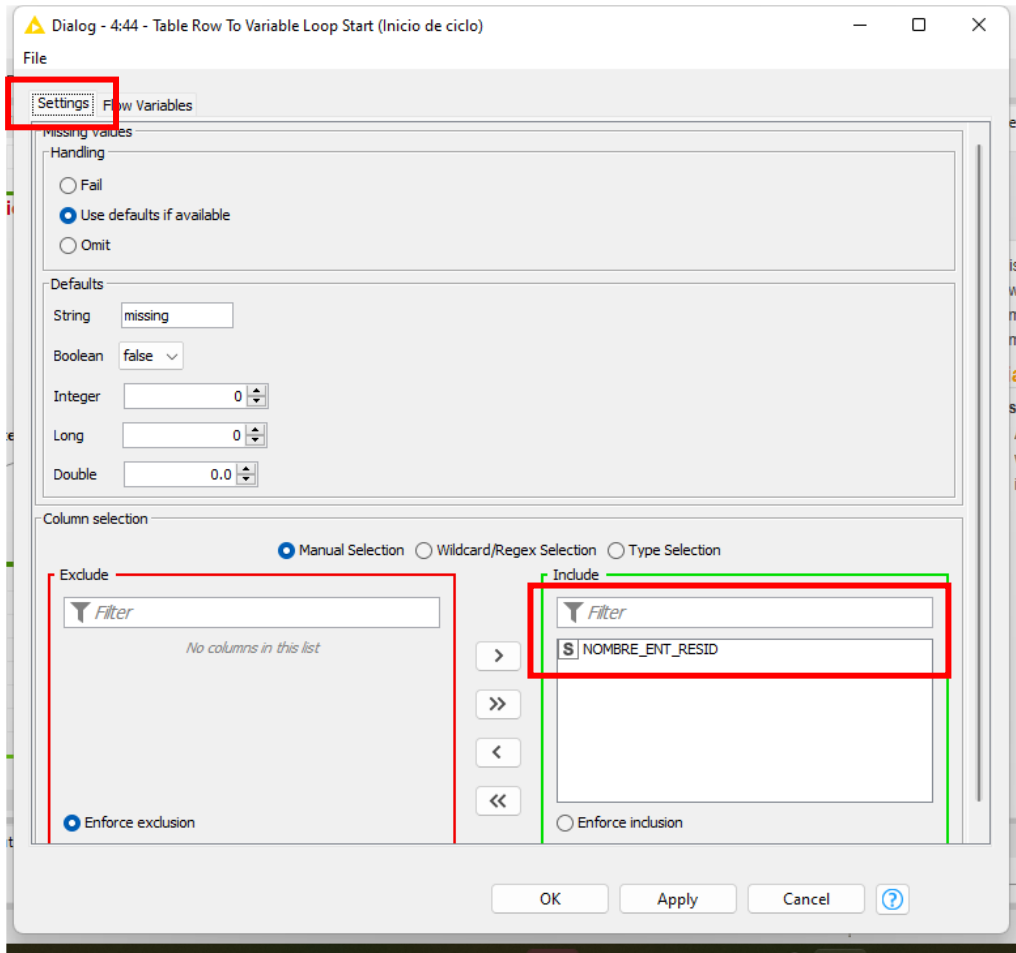 Dialog - 4:44 - Table Row To Variable Loop Start (Inicio de ciclo)
File
Settings Flow Variables
Missing values
Handling
Fail
Use defaults if available
Omit
Defaults
String missing
Boolean false
Integer 0
Long 0
Double 0.0
Column selection
Manual Selection Wildcard/Regex Selection Type Selection
Exclude Include
Filter Filter
No columns in this list S NOMBRE_ENT_RESID
>
>>
<
<<
Enforce exclusion Enforce inclusion
OK Apply Cancel ?